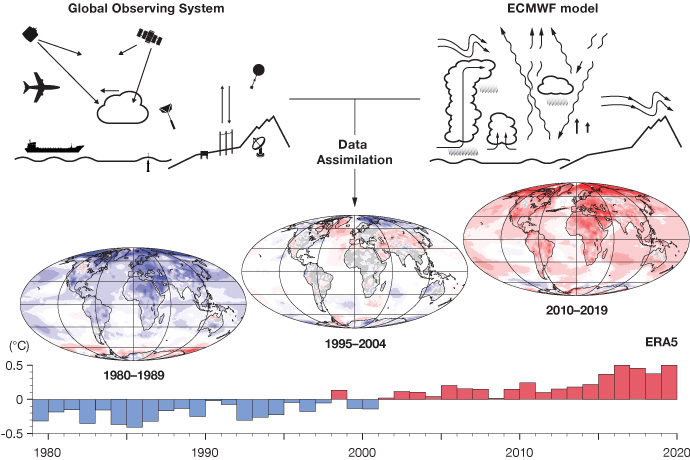 Global Observing System
ECMWF model
Data
Assimilation
1980–1989
1995–2004
2010–2019
ERA5
(°C)
0.5
0
-0.5
1980
1990
2000
2010
2020